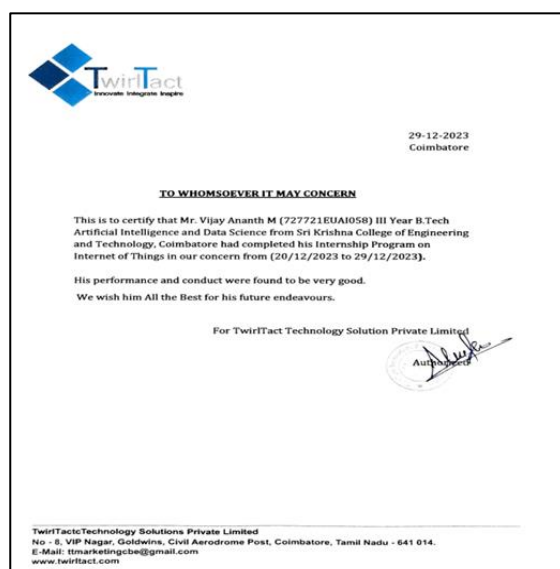 TwirlTact
Innovate Integrate Inspire
29-12-2023
Coimbatore
TO WHOMSOEVER IT MAY CONCERN
This is to certify that Mr. Vijay Ananth M (727721EUAI058) III Year B.Tech
Artificial Intelligence and Data Science from Sri Krishna College of Engineering
and Technology, Coimbatore had completed his Internship Program on
Internet of Things in our concern from (20/12/2023 to 29/12/2023).
His performance and conduct were found to be very good.
We wish him All the Best for his future endeavours.
For TwirlTact Technology Solution Private Limited
TwirlTactcTechnology Solutions Private Limited
No - 8, VIP Nagar, Goldwins, Civil Aerodrome Post, Coimbatore, Tamil Nadu - 641 014.
E-Mail: ttmarketingcbe@gmail.com
www.twirltact.com